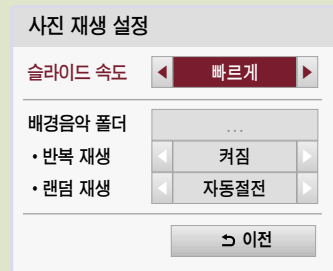 사진 재생 설정
슬라이드 속도 빠르게
배경음악 폴더 ...
• 반복 재생 켜짐
• 랜덤 재생 자동절전
이전